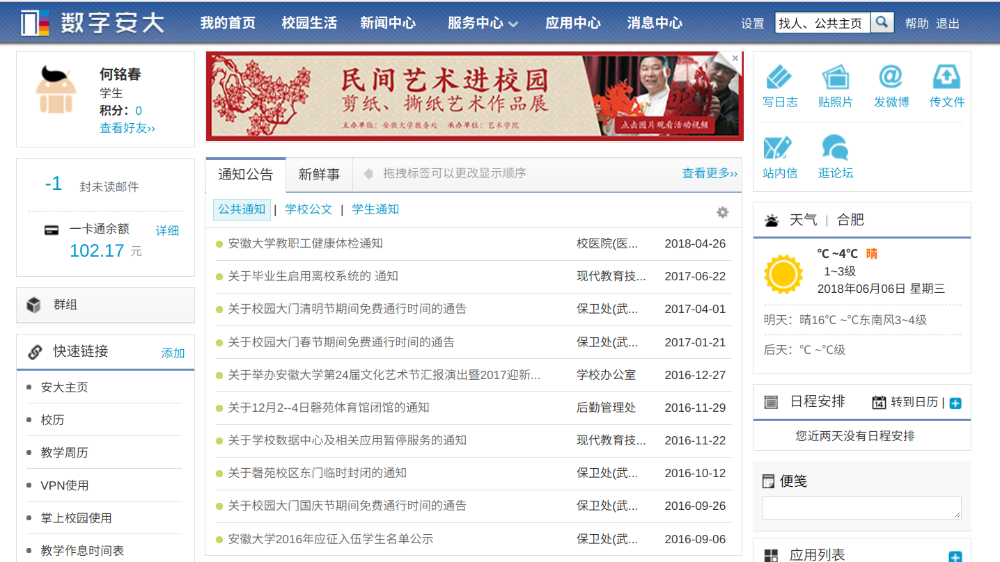 数字安大
我的首页 校园生活 新闻中心 服务中心 应用中心 消息中心
设置 找人、公共主页 帮助 退出
何铭春
学生
积分：0
查看好友››
-1 封未读邮件
一卡通余额 详细
102.17 元
群组
快速链接 添加
安大主页
校历
教学周历
VPN使用
掌上校园使用
教学作息时间表
民间艺术进校园
剪纸、撕纸艺术作品展
主办单位：安徽大学教务处 承办单位：艺术学院
点击图片观看活动视频
通知公告 新鲜事 拖拽标签可以更改显示顺序 查看更多››
公共通知 | 学校公文 | 学生通知
安徽大学教职工健康体检通知 校医院(医... 2018-04-26
关于毕业生启用离校系统的 通知 现代教育技... 2017-06-22
关于校园大门清明节期间免费通行时间的通告 保卫处(武... 2017-04-01
关于校园大门春节期间免费通行时间的通告 保卫处(武... 2017-01-21
关于举办安徽大学第24届文化艺术节汇报演出暨2017迎新... 学校办公室 2016-12-27
关于12月2--4日磬苑体育馆闭馆的通知 后勤管理处 2016-11-29
关于学校数据中心及相关应用暂停服务的通知 现代教育技... 2016-11-22
关于磬苑校区东门临时封闭的通知 保卫处(武... 2016-10-12
关于校园大门国庆节期间免费通行时间的通告 保卫处(武... 2016-09-26
安徽大学2016年应征入伍学生名单公示 保卫处(武... 2016-09-06
写日志 贴照片 发微博 传文件
站内信 逛论坛
天气 | 合肥
℃ ~4℃ 晴
1~3级
2018年06月06日 星期三
明天：晴16℃ ~℃东南风3~4级
后天：℃ ~℃级
日程安排 14 转到日历 |
您近两天没有日程安排
便笺
应用列表